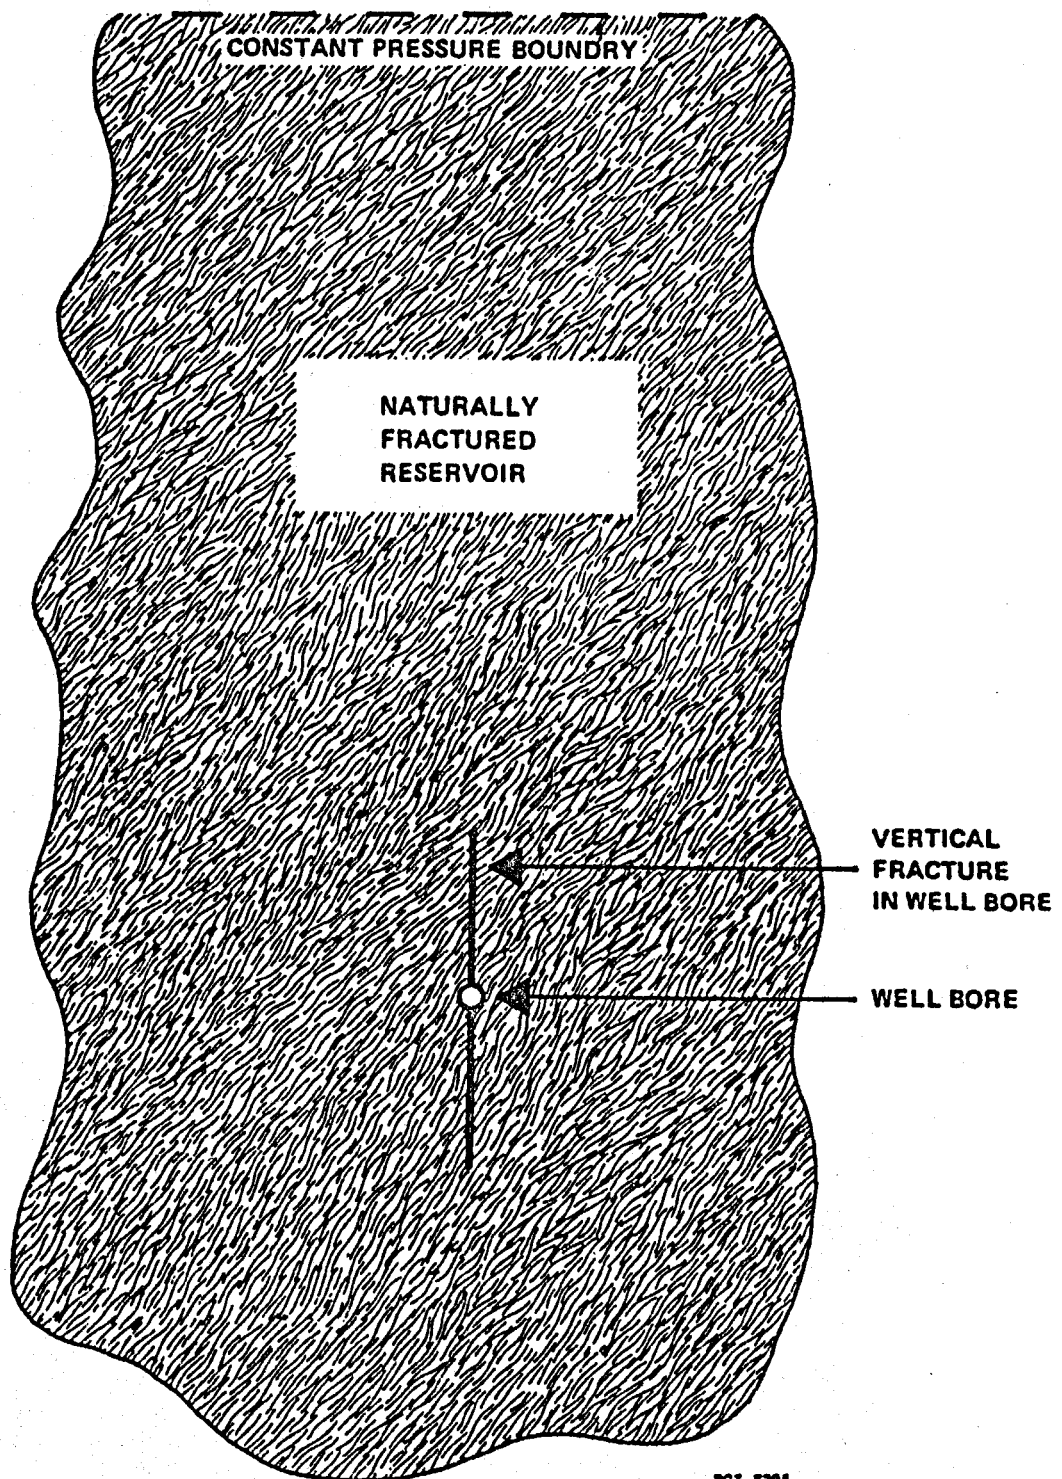 CONSTANT PRESSURE BOUNDRY
NATURALLY
FRACTURED
RESERVOIR
VERTICAL
FRACTURE
IN WELL BORE
WELL BORE